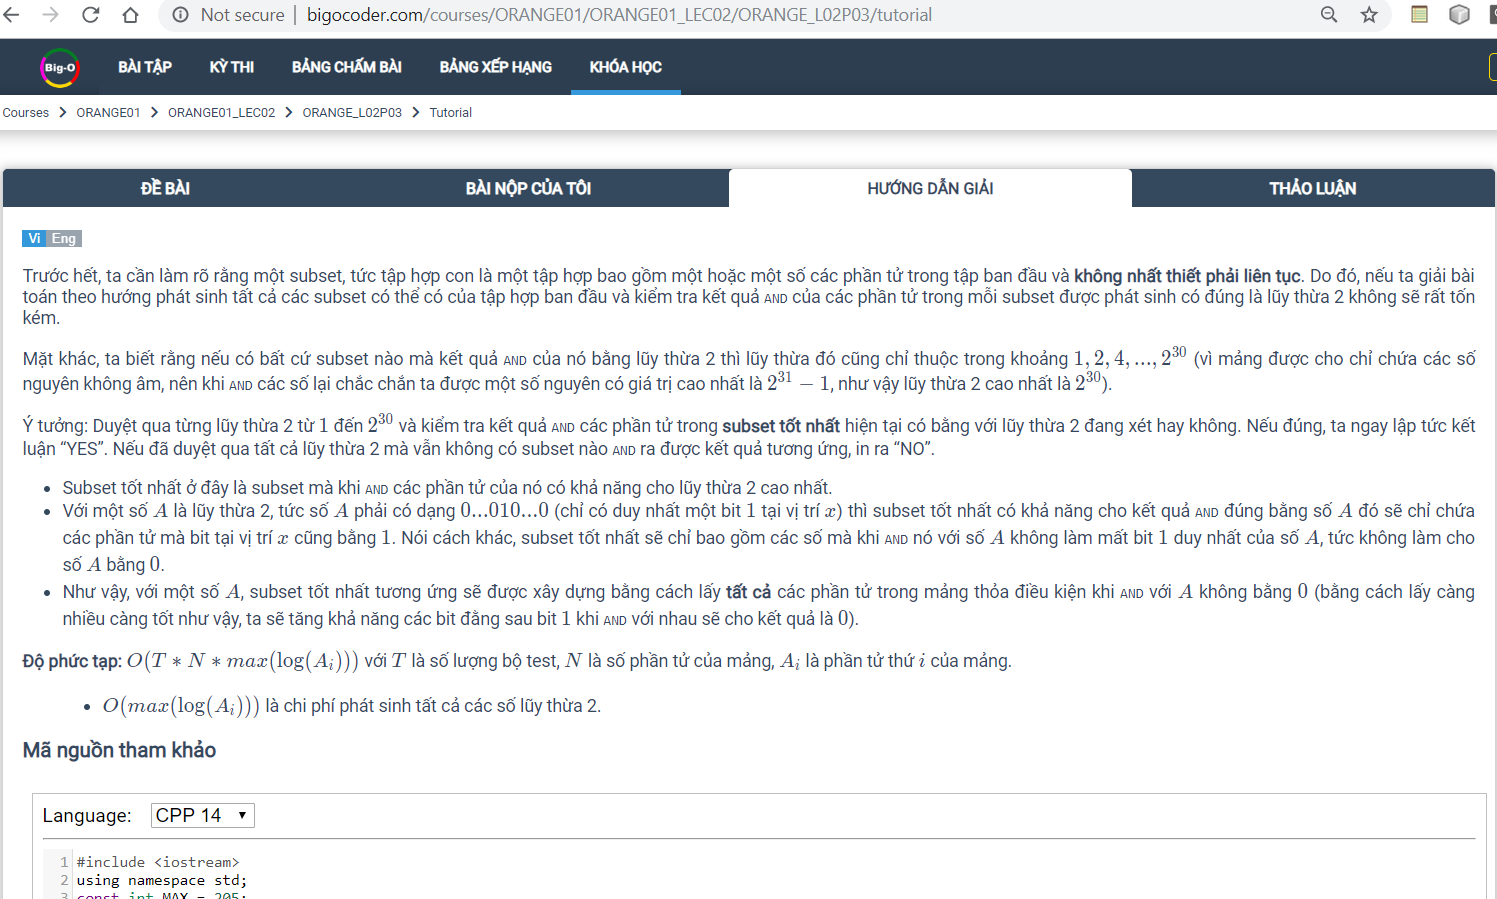 Not secure | bigocoder.com/courses/ORANGE01/ORANGE01_LEC02/ORANGE_L02P03/tutorial
Big-O BÀI TẬP KỲ THI BẢNG CHẤM BÀI BẢNG XẾP HẠNG KHÓA HỌC
Courses > ORANGE01 > ORANGE01_LEC02 > ORANGE_L02P03 > Tutorial
ĐỀ BÀI BÀI NỘP CỦA TÔI HƯỚNG DẪN GIẢI THẢO LUẬN
Vi Eng
Trước hết, ta cần làm rõ rằng một subset, tức tập hợp con là một tập hợp bao gồm một hoặc một số các phần tử trong tập ban đầu và không nhất thiết phải liên tục. Do đó, nếu ta giải bài
toán theo hướng phát sinh tất cả các subset có thể có của tập hợp ban đầu và kiểm tra kết quả AND của các phần tử trong mỗi subset được phát sinh có đúng là lũy thừa 2 không sẽ rất tốn
kém.
Mặt khác, ta biết rằng nếu có bất cứ subset nào mà kết quả AND của nó bằng lũy thừa 2 thì lũy thừa đó cũng chỉ thuộc trong khoảng 1, 2, 4, ..., 2^30 (vì mảng được cho chỉ chứa các số
nguyên không âm, nên khi AND các số lại chắc chắn ta được một số nguyên có giá trị cao nhất là 2^31 − 1, như vậy lũy thừa 2 cao nhất là 2^30).
Ý tưởng: Duyệt qua từng lũy thừa 2 từ 1 đến 2^30 và kiểm tra kết quả AND các phần tử trong subset tốt nhất hiện tại có bằng với lũy thừa 2 đang xét hay không. Nếu đúng, ta ngay lập tức kết
luận “YES”. Nếu đã duyệt qua tất cả lũy thừa 2 mà vẫn không có subset nào AND ra được kết quả tương ứng, in ra “NO”.
• Subset tốt nhất ở đây là subset mà khi AND các phần tử của nó có khả năng cho lũy thừa 2 cao nhất.
• Với một số A là lũy thừa 2, tức số A phải có dạng 0...010...0 (chỉ có duy nhất một bit 1 tại vị trí x) thì subset tốt nhất có khả năng cho kết quả AND đúng bằng số A đó sẽ chỉ chứa
các phần tử mà bit tại vị trí x cũng bằng 1. Nói cách khác, subset tốt nhất sẽ chỉ bao gồm các số mà khi AND nó với số A không làm mất bit 1 duy nhất của số A, tức không làm cho
số A bằng 0.
• Như vậy, với một số A, subset tốt nhất tương ứng sẽ được xây dựng bằng cách lấy tất cả các phần tử trong mảng thỏa điều kiện khi AND với A không bằng 0 (bằng cách lấy càng
nhiều càng tốt như vậy, ta sẽ tăng khả năng các bit đằng sau bit 1 khi AND với nhau sẽ cho kết quả là 0).
Độ phức tạp: O(T * N * max(log(A_i))) với T là số lượng bộ test, N là số phần tử của mảng, A_i là phần tử thứ i của mảng.
• O(max(log(A_i))) là chi phí phát sinh tất cả các số lũy thừa 2.
Mã nguồn tham khảo
Language: CPP 14
1 #include <iostream>
2 using namespace std;
3 const int MAX = 205;